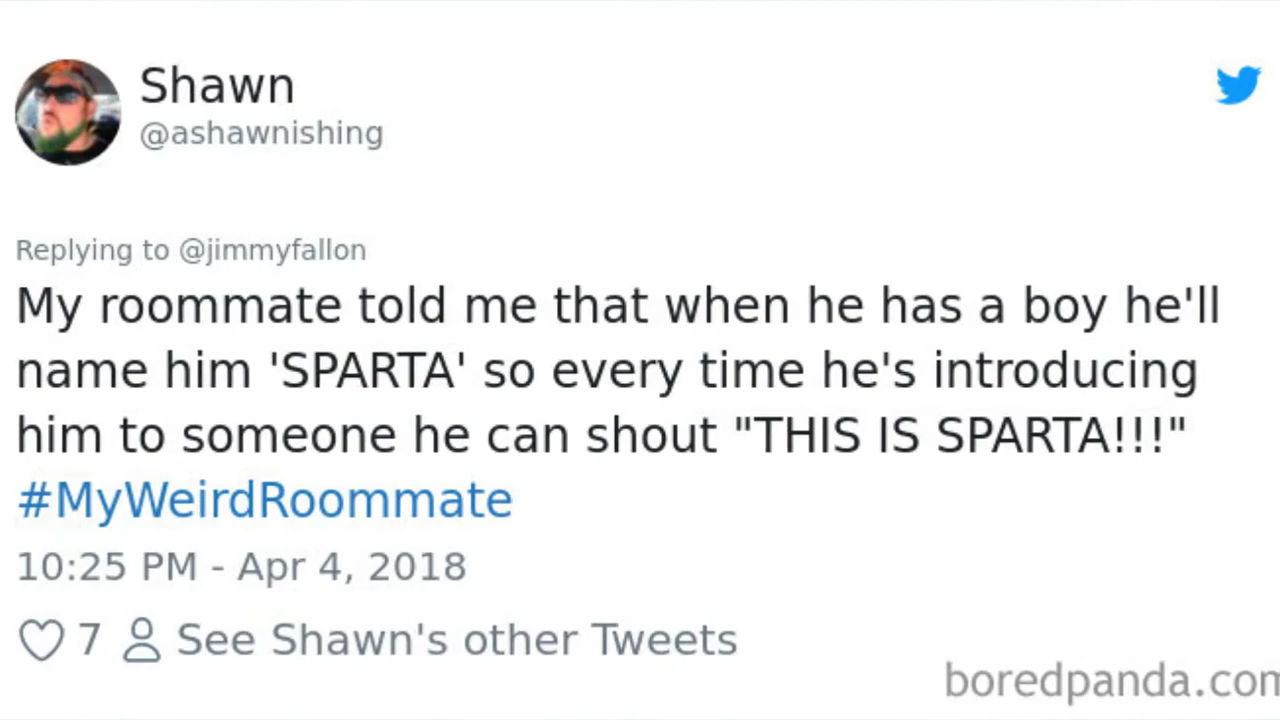 Shawn
@ashawnishing
Replying to @jimmyfallon
My roommate told me that when he has a boy he'll
name him 'SPARTA' so every time he's introducing
him to someone he can shout "THIS IS SPARTA!!!"
#MyWeirdRoommate
10:25 PM - Apr 4, 2018
7 See Shawn's other Tweets
boredpanda.com